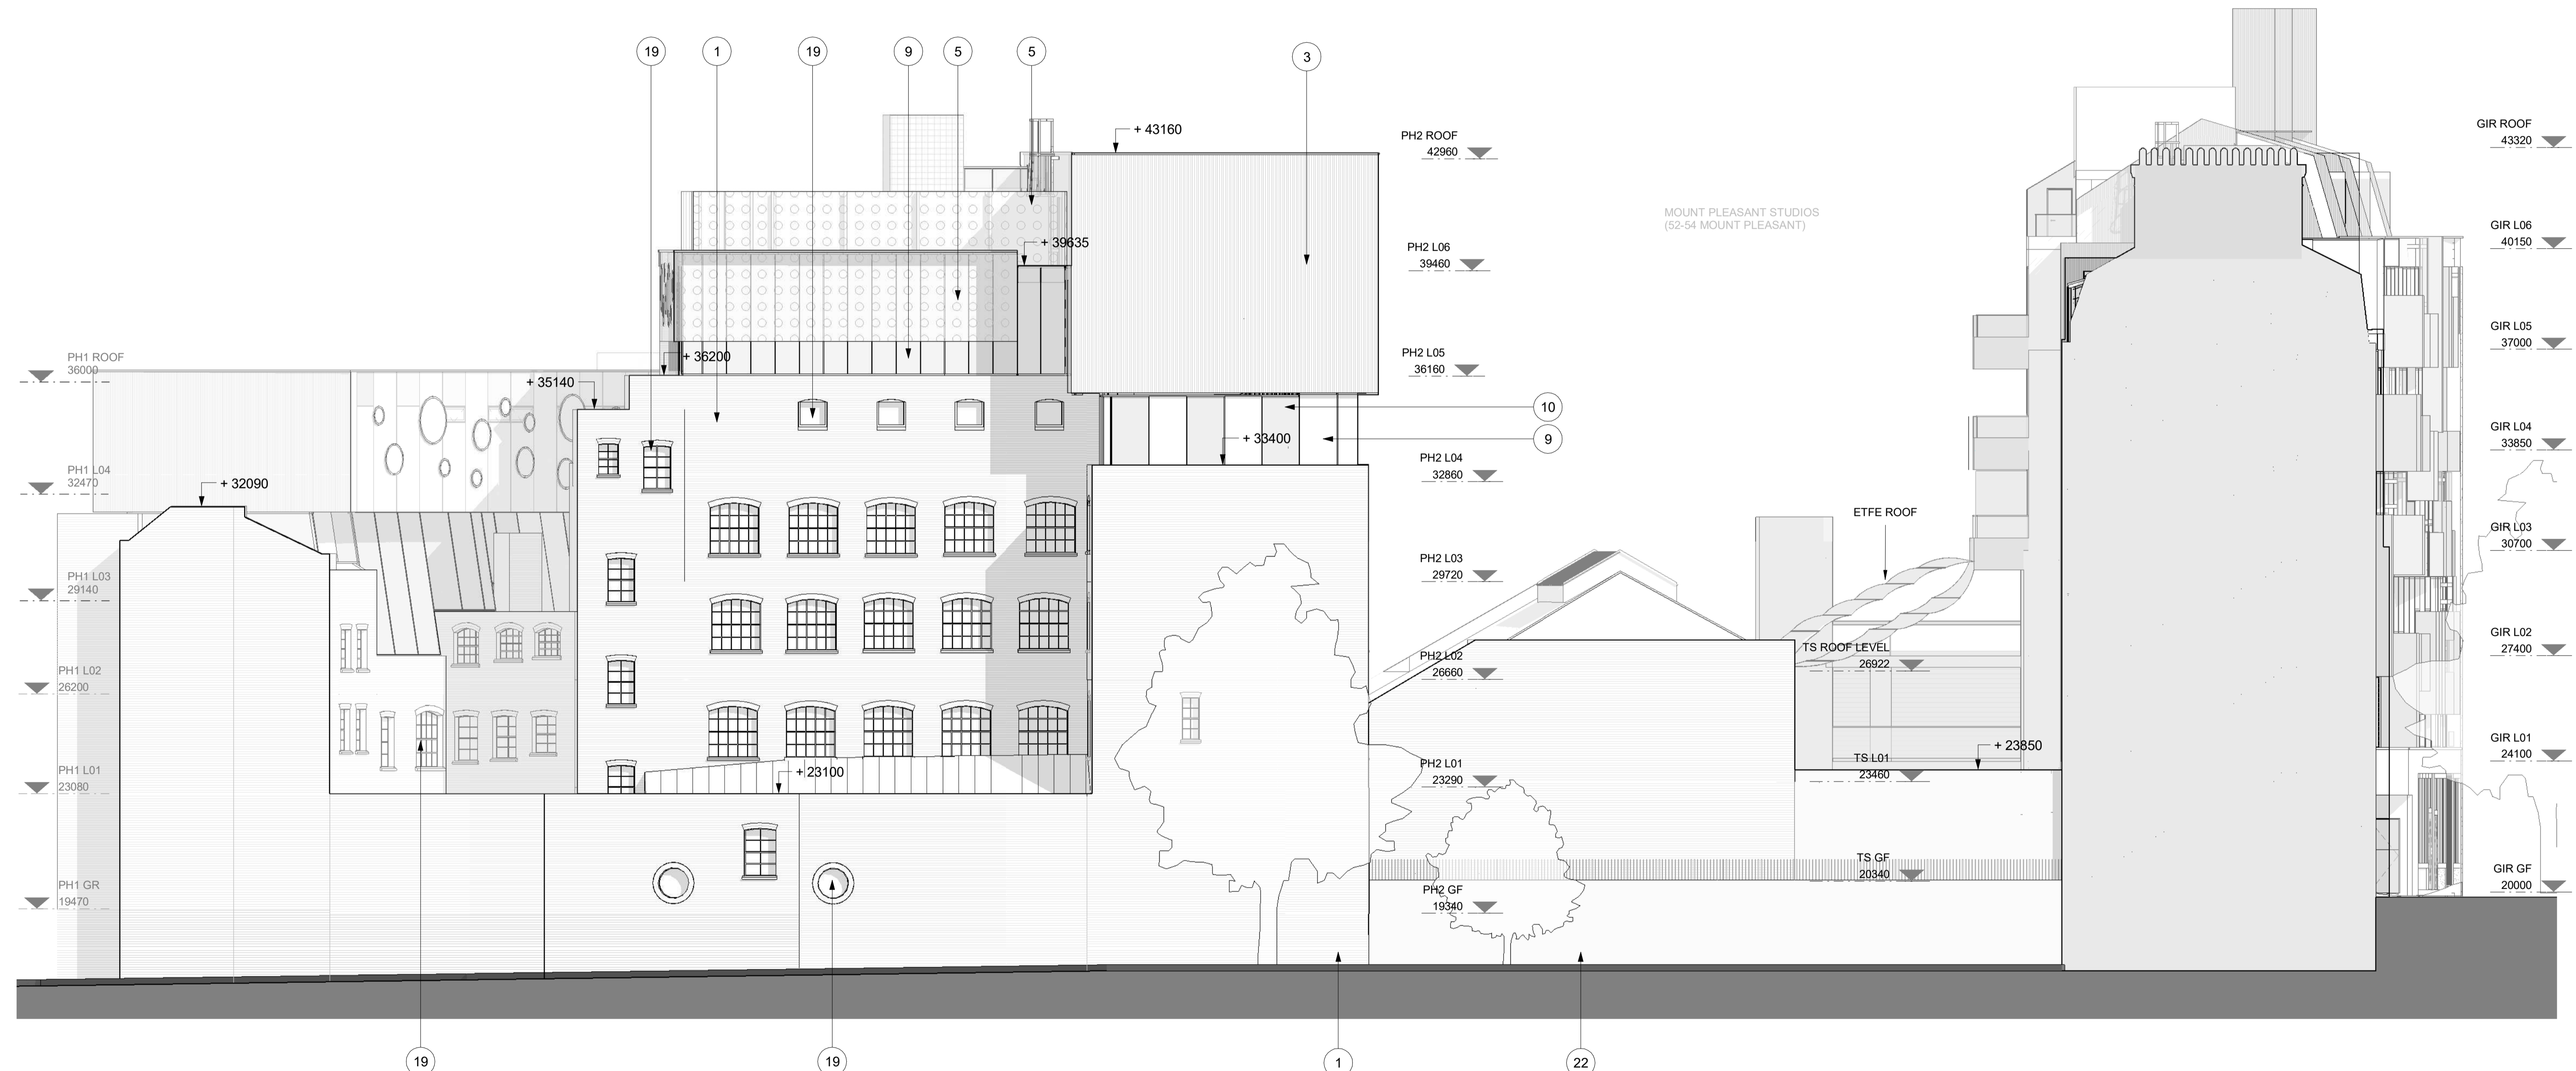 19
1
19
9
5
5
3
+ 43160
PH2 ROOF
42960
GIR ROOF
43320
MOUNT PLEASANT STUDIOS
(52-54 MOUNT PLEASANT)
GIR L06
40150
+ 39635
PH2 L06
39460
GIR L05
37000
PH1 ROOF
36000
+ 36200
PH2 L05
36160
+ 35140
10
+ 33400
9
GIR L04
33850
PH1 L04
32470
+ 32090
PH2 L04
32860
ETFE ROOF
GIR L03
30700
PH2 L03
29720
PH1 L03
29140
GIR L02
27400
TS ROOF LEVEL
26922
PH2 L02
26660
PH1 L02
26200
GIR L01
24100
+ 23850
TS L01
23460
PH2 L01
23290
+ 23100
PH1 L01
23080
TS GF
20340
GIR GF
20000
PH1 GR
19470
PH2 GF
19340
19
19
1
22